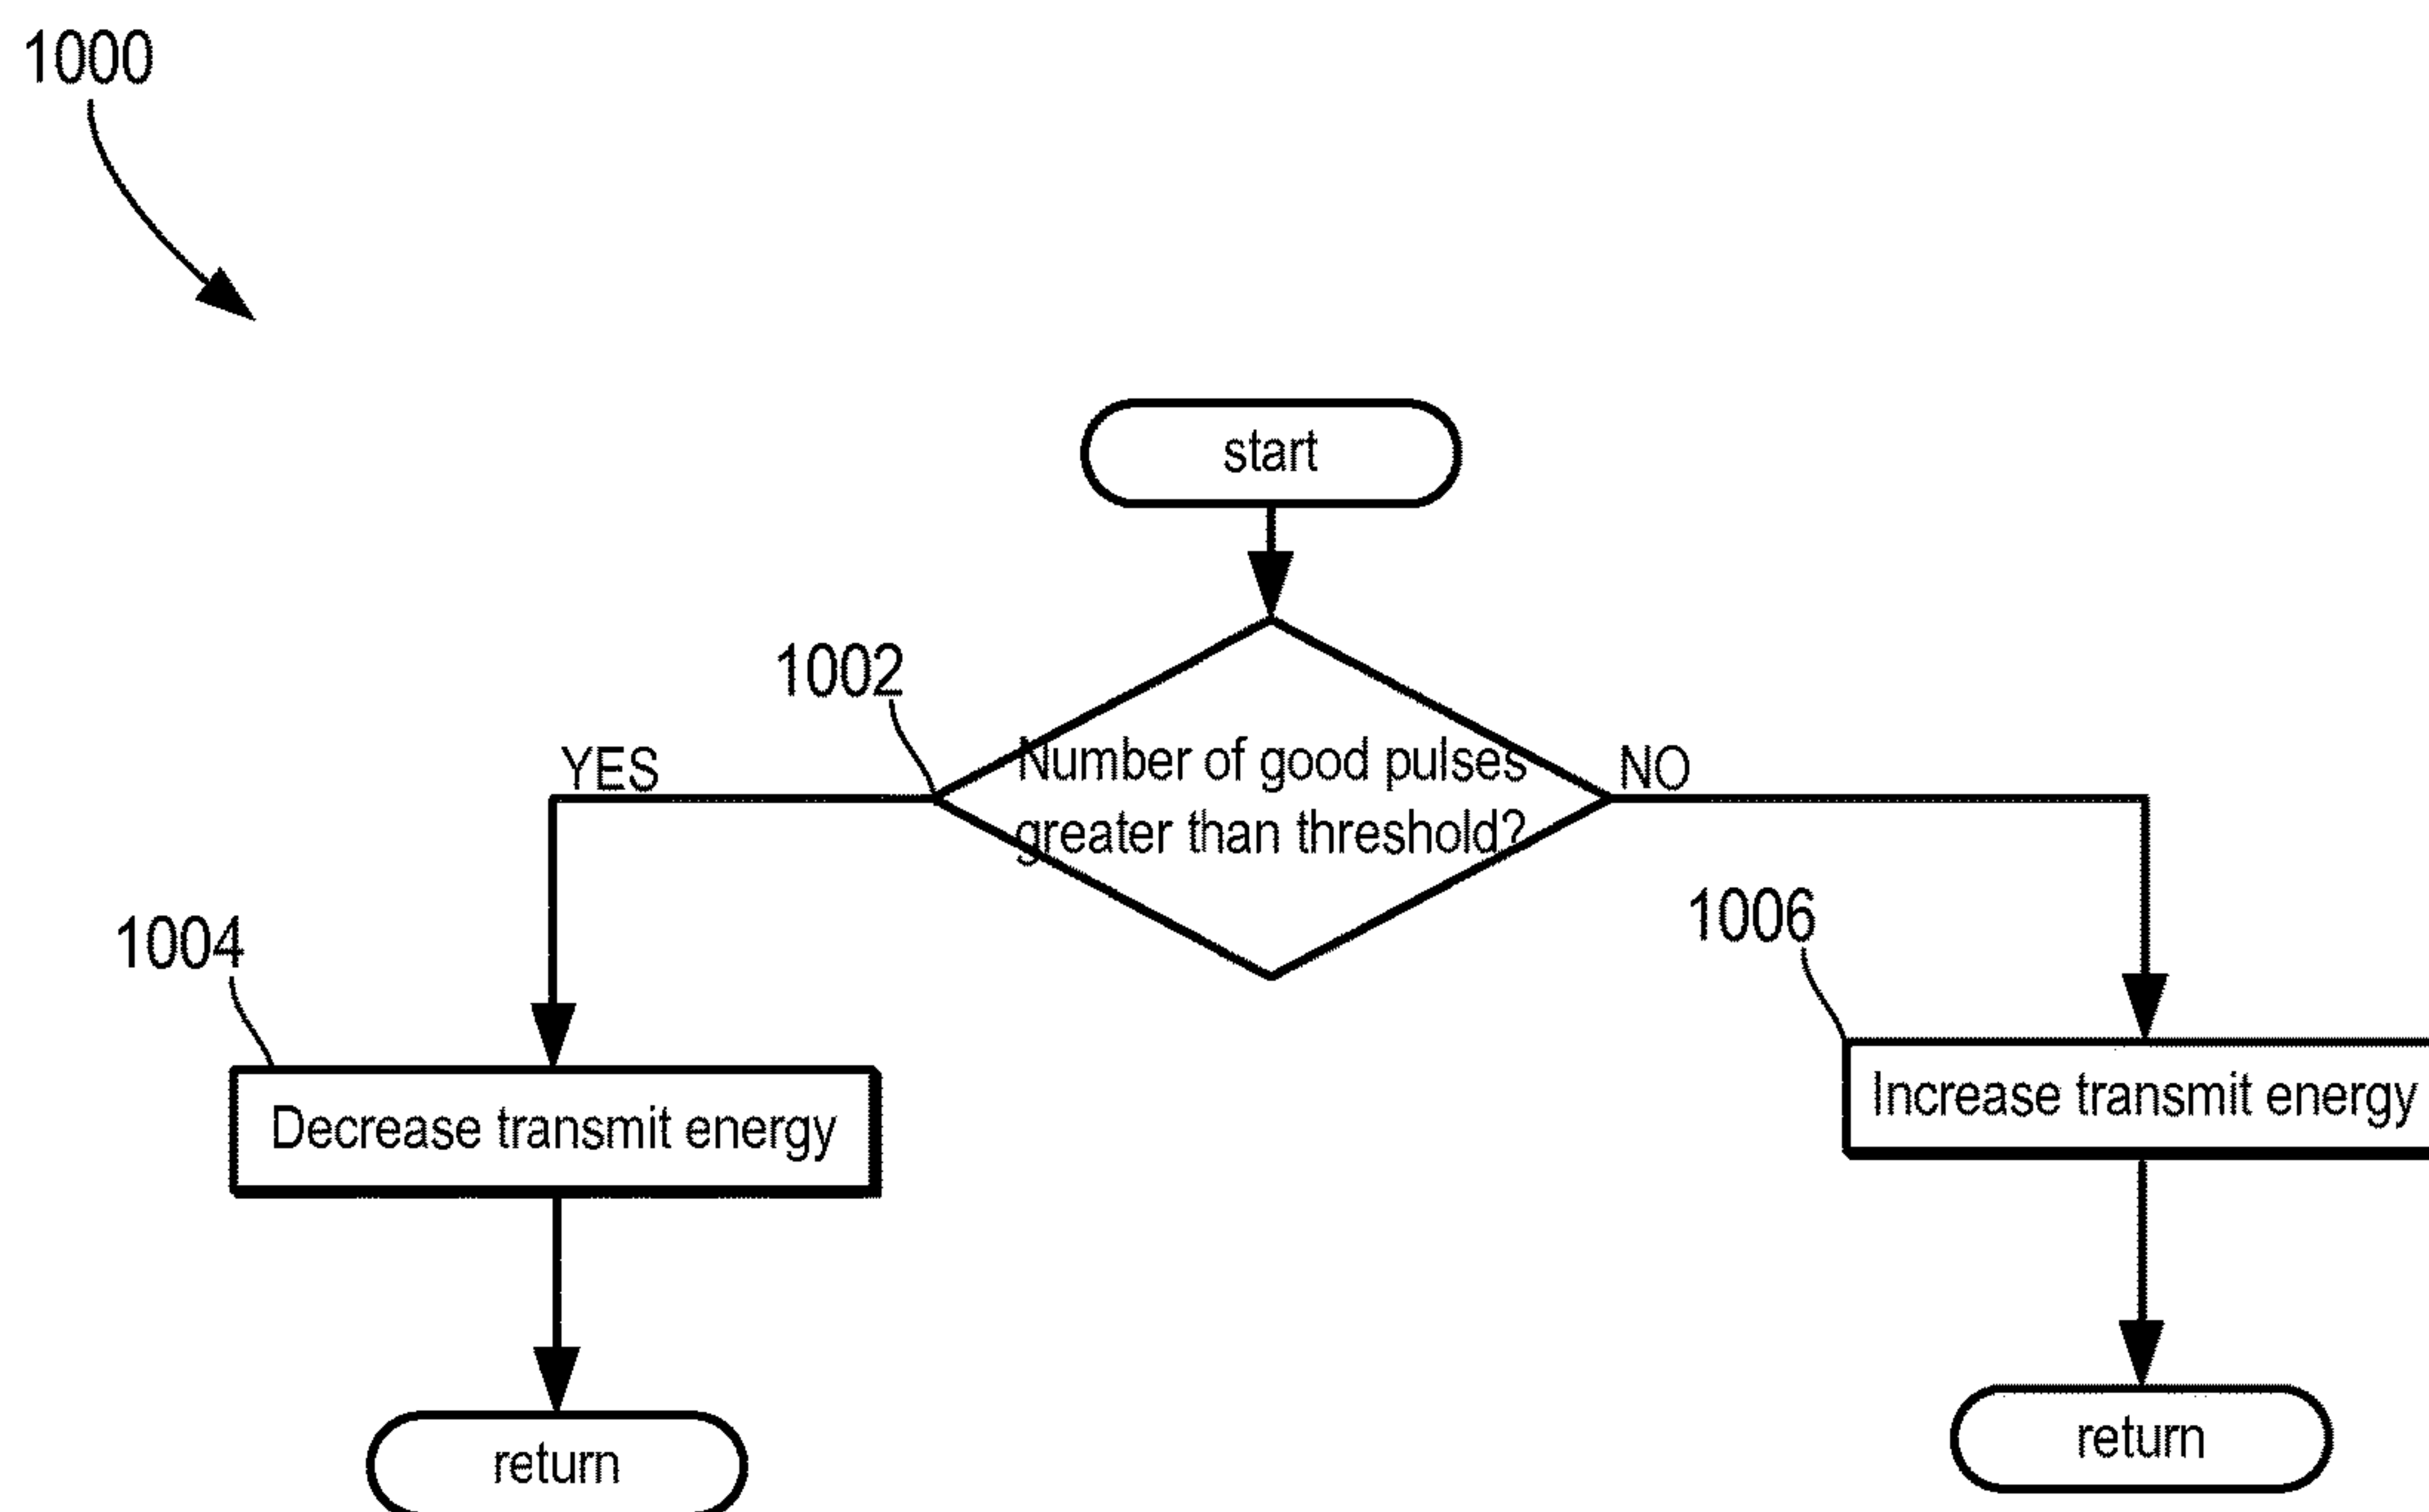 1000
start
1002
YES
Number of good pulses
greater than threshold?
NO
1004
Decrease transmit energy
1006
Increase transmit energy
return
return